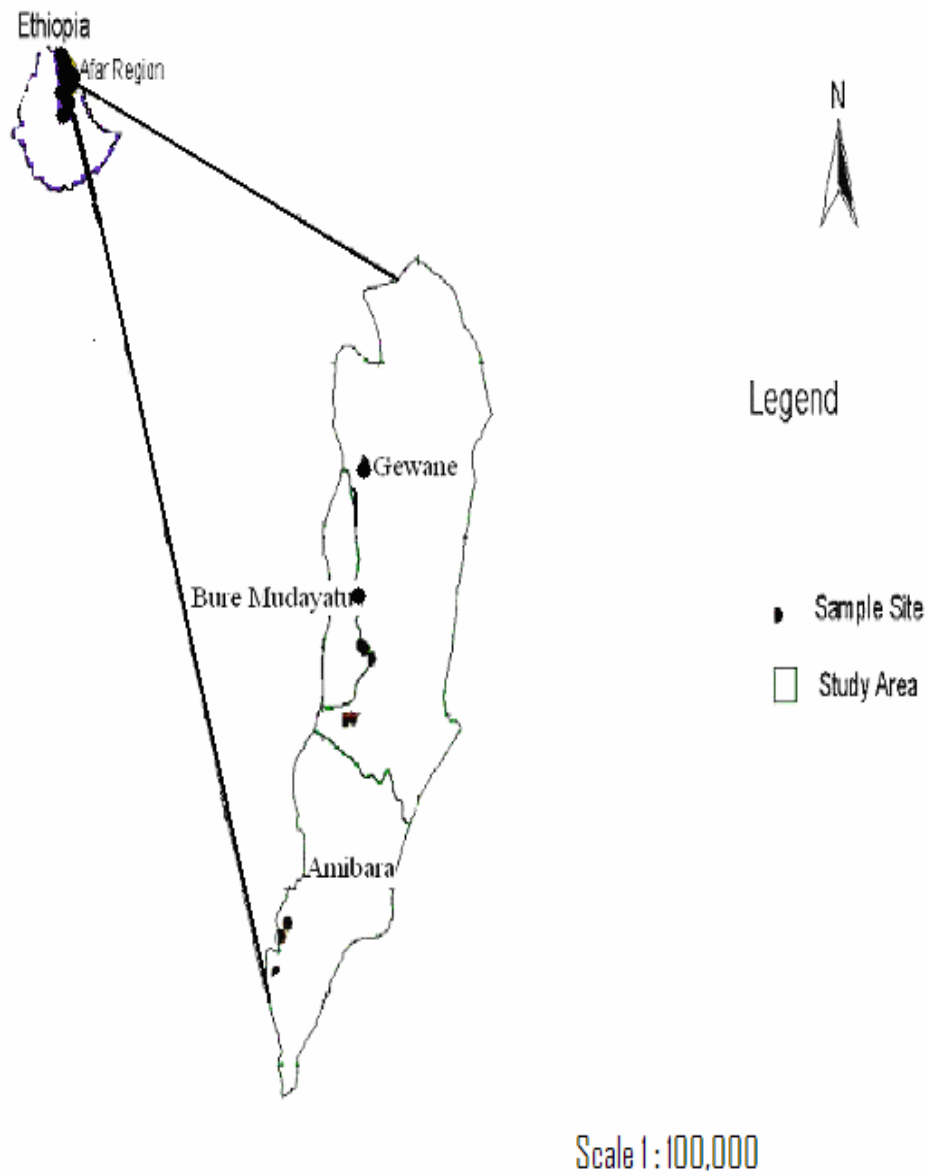 Ethiopia
Afar Region
N
Legend
Gewane
Bure Mudayatu
Sample Site
Study Area
Amibara
Scale 1 : 100,000